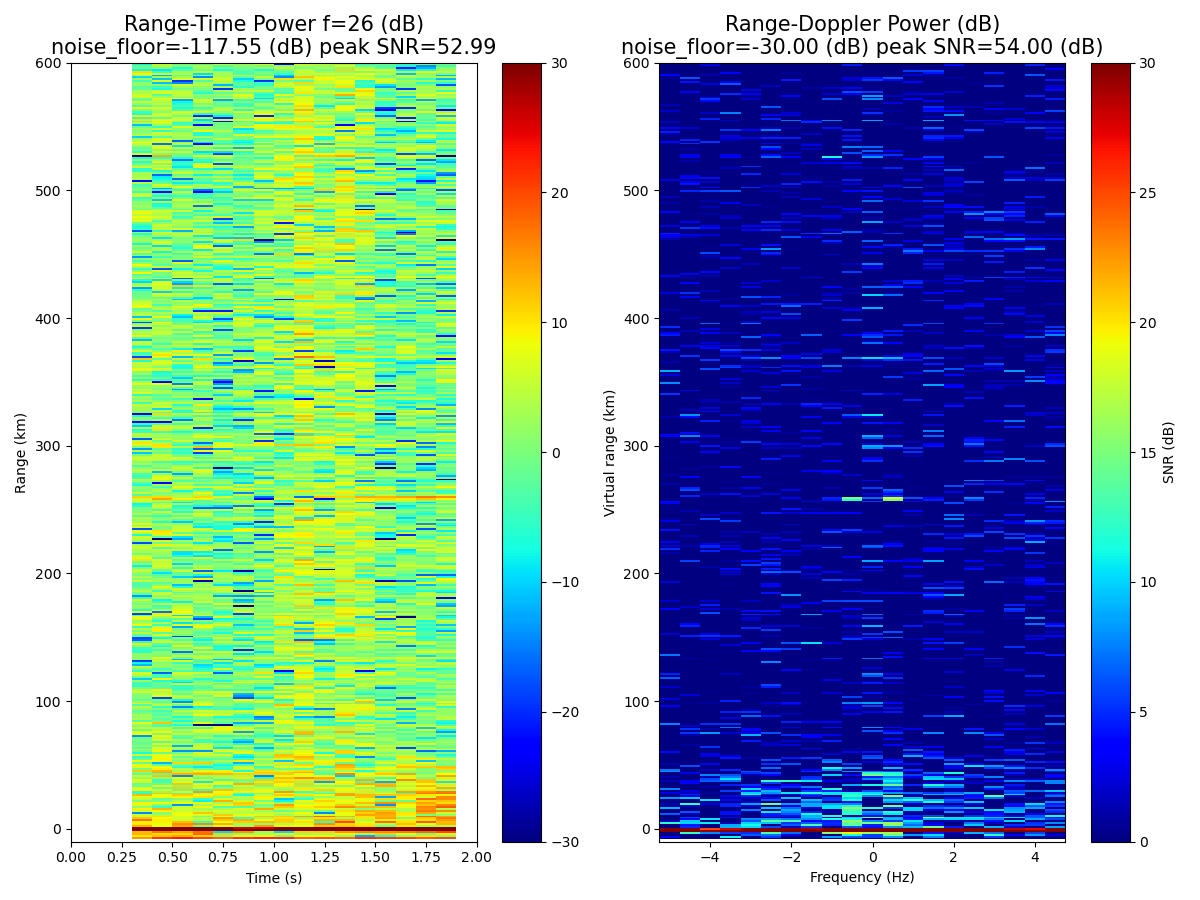 Range-Time Power f=26 (dB)
noise_floor=-117.55 (dB) peak SNR=52.99
Range (km)
600
500
400
300
200
100
0
0.00 0.25 0.50 0.75 1.00 1.25 1.50 1.75 2.00
Time (s)
30
20
10
0
−10
−20
−30
Range-Doppler Power (dB)
noise_floor=-30.00 (dB) peak SNR=54.00 (dB)
Virtual range (km)
600
500
400
300
200
100
0
−4 −2 0 2 4
Frequency (Hz)
30
25
20
15
10
5
0
SNR (dB)